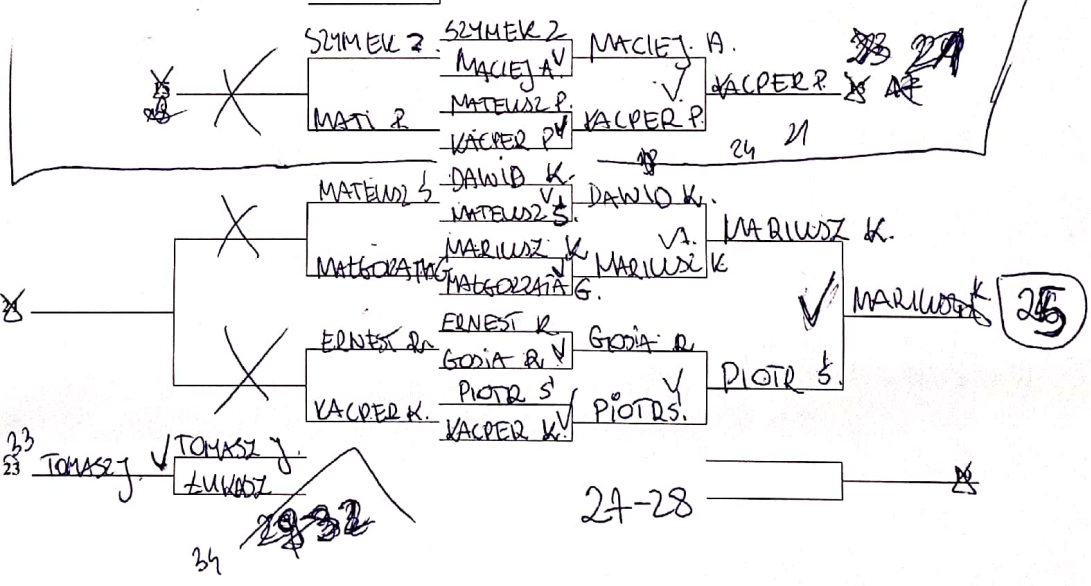 SZYMEK Z. SZYMEK Z MACIEJ. A.
MACIEJ A.
KACPER P.
MATI R MATEUSZ P. KACPER P.
KACPER P
24 21
MATEUSZ Ś DAWID K. DAWID K.
MATEUSZ Ś.
MARIUSZ K.
MAŁGORZATA G MARIUSZ K MARIUSZ K
MAŁGORZATA G.
MARIUSZ K 25
ERNEST R. ERNEST R GOSIA R
GOSIA R
PIOTR Ś.
KACPER K. PIOTR Ś PIOTR Ś.
KACPER K.
33
23 TOMASZ J. TOMASZ J.
ŁUKASZ
27-28
34